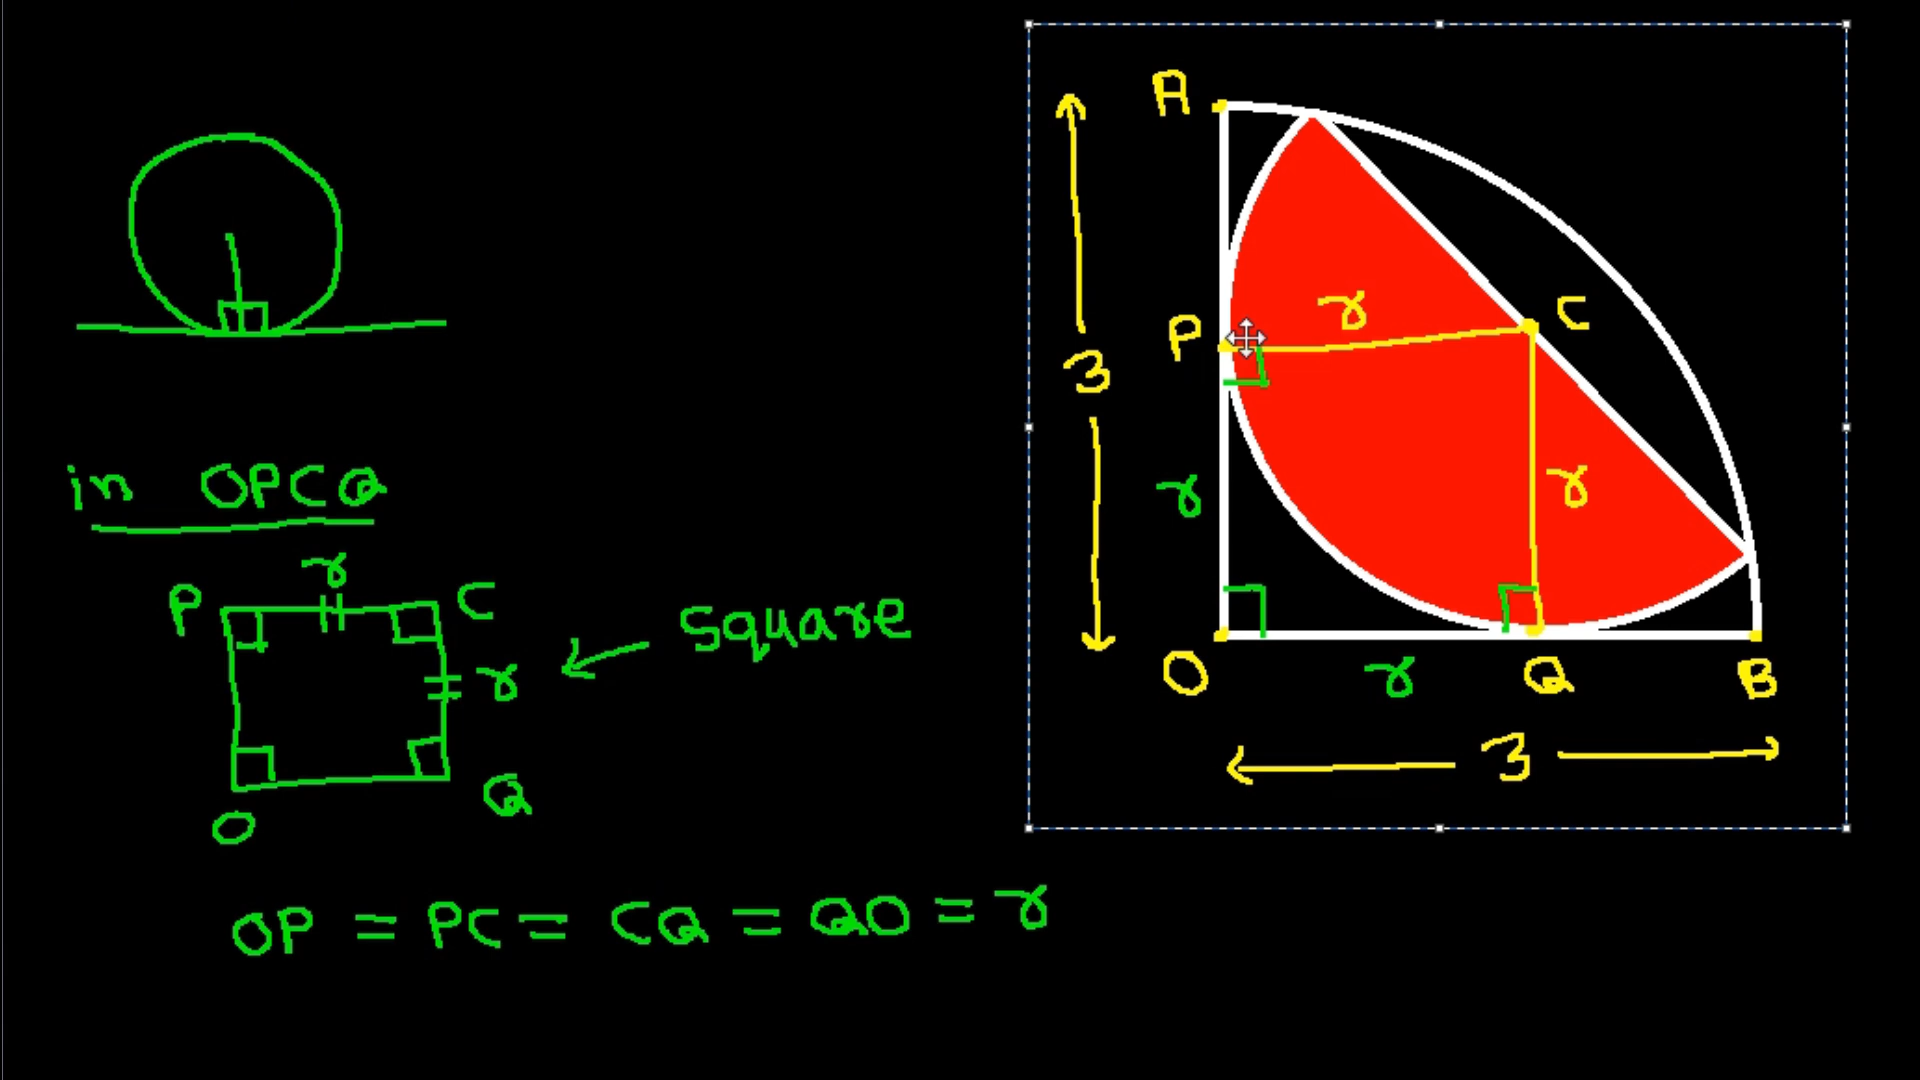 in OPCQ
r
P
C
r
Square
O
Q
OP = PC = CQ = QO = r
A
3
P
r
C
r
r
O
r
Q
B
3